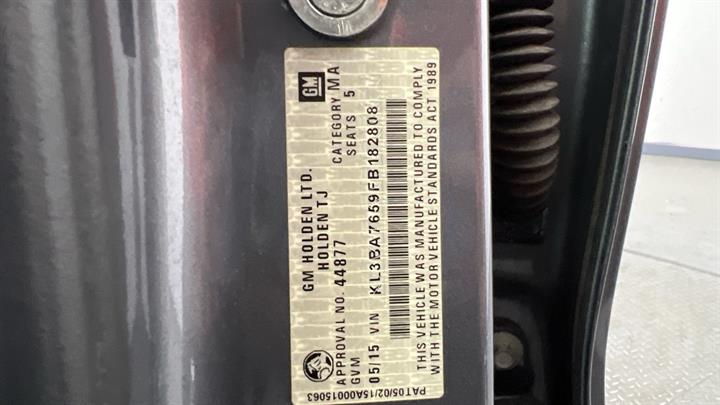 GM
GM HOLDEN LTD.
HOLDEN TJ
APPROVAL NO. 44877 CATEGORY MA
GVM SEATS 5
05/15 VIN KL3BA7659FB182808
THIS VEHICLE WAS MANUFACTURED TO COMPLY
WITH THE MOTOR VEHICLE STANDARDS ACT 1989
PAT05/02/15A00015063